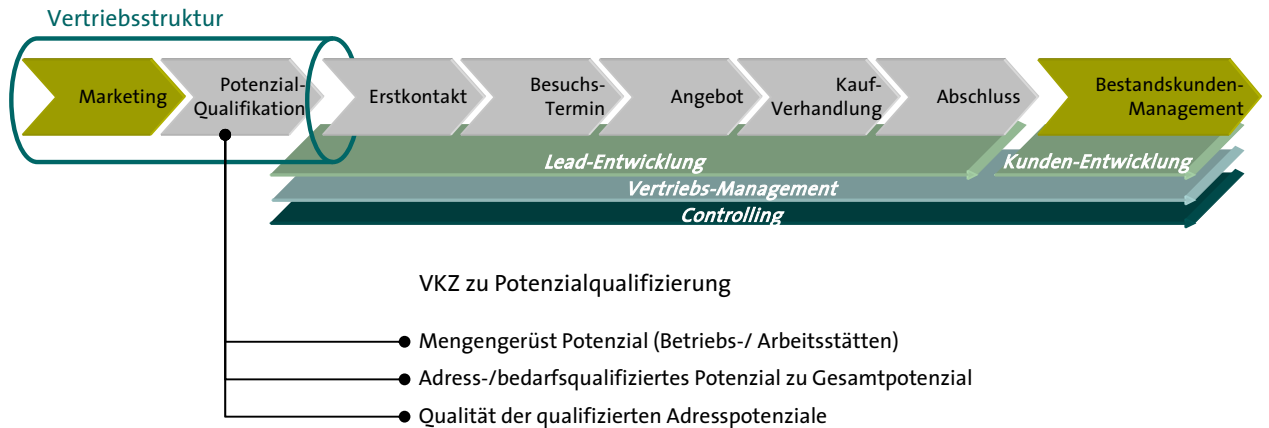 Vertriebsstruktur
Marketing
Potenzial-
Qualifikation
Erstkontakt
Besuchs-
Termin
Angebot
Kauf-
Verhandlung
Abschluss
Bestandskunden-
Management
Lead-Entwicklung
Kunden-Entwicklung
Vertriebs-Management
Controlling
VKZ zu Potenzialqualifizierung
Mengengerüst Potenzial (Betriebs-/ Arbeitsstätten)
Adress-/bedarfsqualifiziertes Potenzial zu Gesamtpotenzial
Qualität der qualifizierten Adresspotenziale